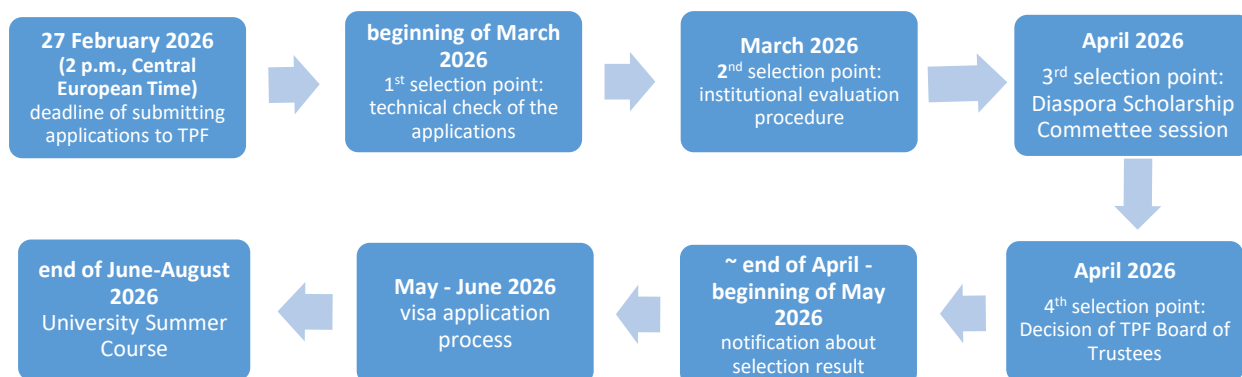 27 February 2026
(2 p.m., Central
European Time)
deadline of submitting
applications to TPF
beginning of March
2026
1st selection point:
technical check of the
applications
March 2026
2nd selection point:
institutional evaluation
procedure
April 2026
3rd selection point:
Diaspora Scholarship
Commettee session
April 2026
4th selection point:
Decision of TPF Board of
Trustees
~ end of April -
beginning of May
2026
notification about
selection result
May - June 2026
visa application
process
end of June-August
2026
University Summer
Course